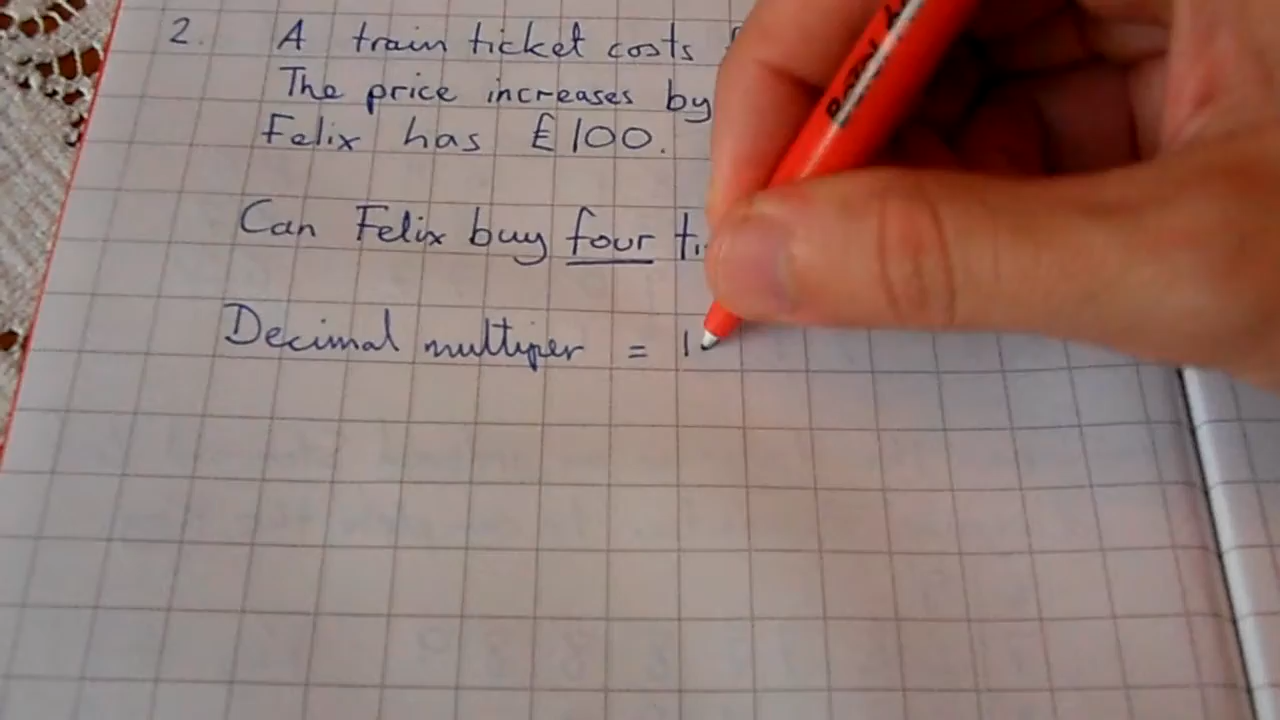 2. A train ticket costs
The price increases by
Felix has £100.
Can Felix buy four
Decimal multiper = 1